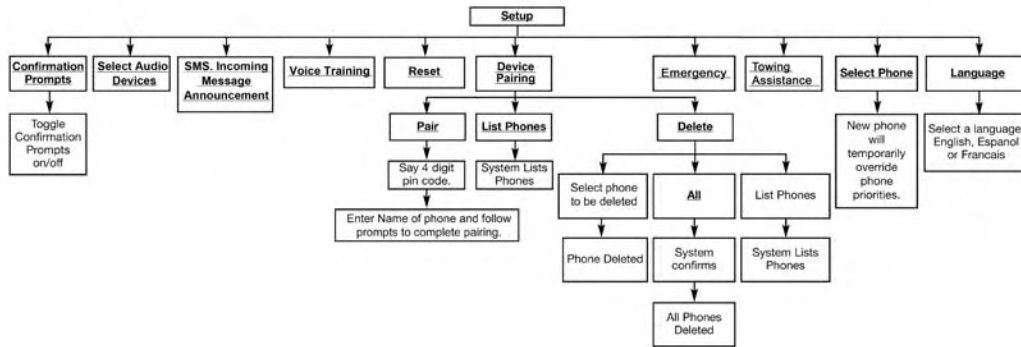 Setup
Confirmation
Prompts
Select Audio
Devices
SMS. Incoming
Message
Announcement
Voice Training
Reset
Device
Pairing
Emergency
Towing
Assistance
Select Phone
Language
Toggle
Confirmation
Prompts
on/off
Pair
List Phones
Delete
New phone
will
temporarily
override
phone
priorities.
Select a language
English, Espanol
or Francais
Say 4 digit
pin code.
System Lists
Phones
Enter Name of phone and follow
prompts to complete pairing.
Select phone
to be deleted
All
List Phones
Phone Deleted
System
confirms
System Lists
Phones
All Phones
Deleted